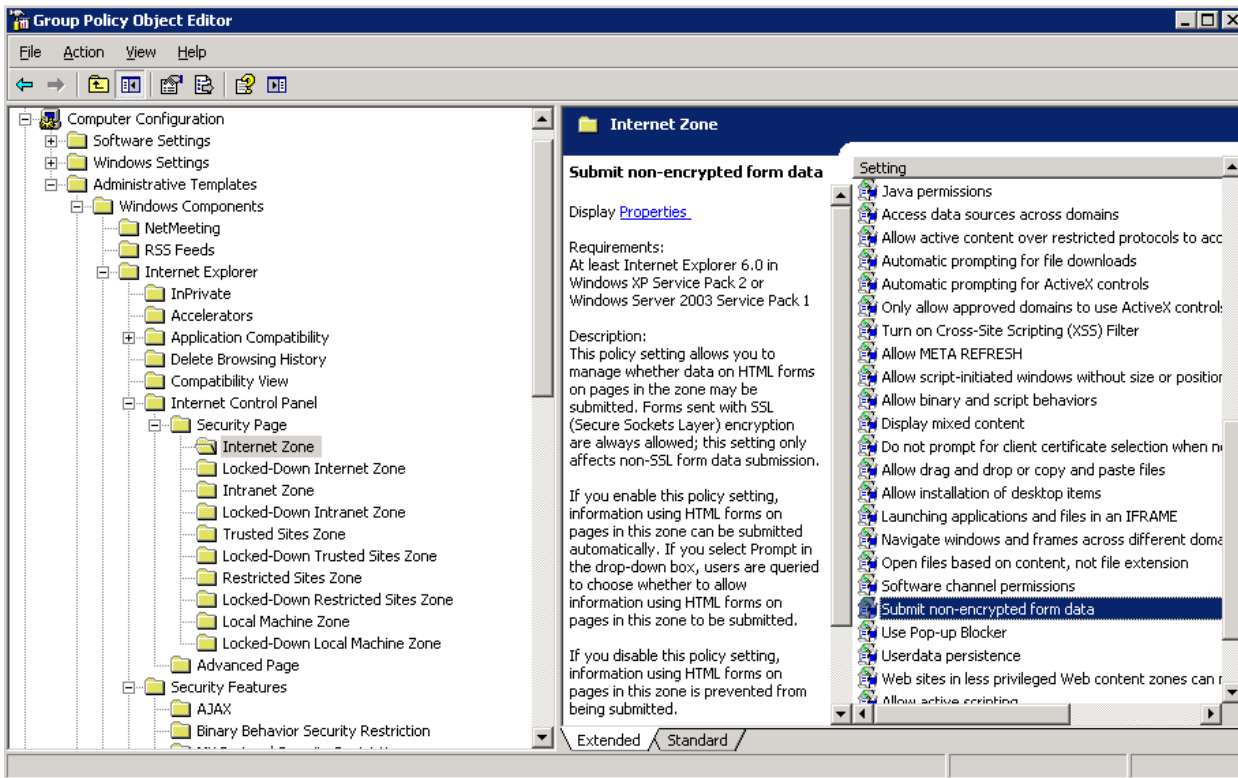 Group Policy Object Editor
File Action View Help
Computer Configuration
Software Settings
Windows Settings
Administrative Templates
Windows Components
NetMeeting
RSS Feeds
Internet Explorer
InPrivate
Accelerators
Application Compatibility
Delete Browsing History
Compatibility View
Internet Control Panel
Security Page
Internet Zone
Locked-Down Internet Zone
Intranet Zone
Locked-Down Intranet Zone
Trusted Sites Zone
Locked-Down Trusted Sites Zone
Restricted Sites Zone
Locked-Down Restricted Sites Zone
Local Machine Zone
Locked-Down Local Machine Zone
Advanced Page
Security Features
AJAX
Binary Behavior Security Restriction
Internet Zone
Submit non-encrypted form data
Display Properties
Requirements:
At least Internet Explorer 6.0 in
Windows XP Service Pack 2 or
Windows Server 2003 Service Pack 1
Description:
This policy setting allows you to
manage whether data on HTML forms
on pages in the zone may be
submitted. Forms sent with SSL
(Secure Sockets Layer) encryption
are always allowed; this setting only
affects non-SSL form data submission.
If you enable this policy setting,
information using HTML forms on
pages in this zone can be submitted
automatically. If you select Prompt in
the drop-down box, users are queried
to choose whether to allow
information using HTML forms on
pages in this zone to be submitted.
If you disable this policy setting,
information using HTML forms on
pages in this zone is prevented from
being submitted.
Setting
Java permissions
Access data sources across domains
Allow active content over restricted protocols to acc
Automatic prompting for file downloads
Automatic prompting for ActiveX controls
Only allow approved domains to use ActiveX controls
Turn on Cross-Site Scripting (XSS) Filter
Allow META REFRESH
Allow script-initiated windows without size or position
Allow binary and script behaviors
Display mixed content
Do not prompt for client certificate selection when n
Allow drag and drop or copy and paste files
Allow installation of desktop items
Launching applications and files in an IFRAME
Navigate windows and frames across different doma
Open files based on content, not file extension
Software channel permissions
Submit non-encrypted form data
Use Pop-up Blocker
Userdata persistence
Web sites in less privileged Web content zones can
Allow active scripting
Extended Standard